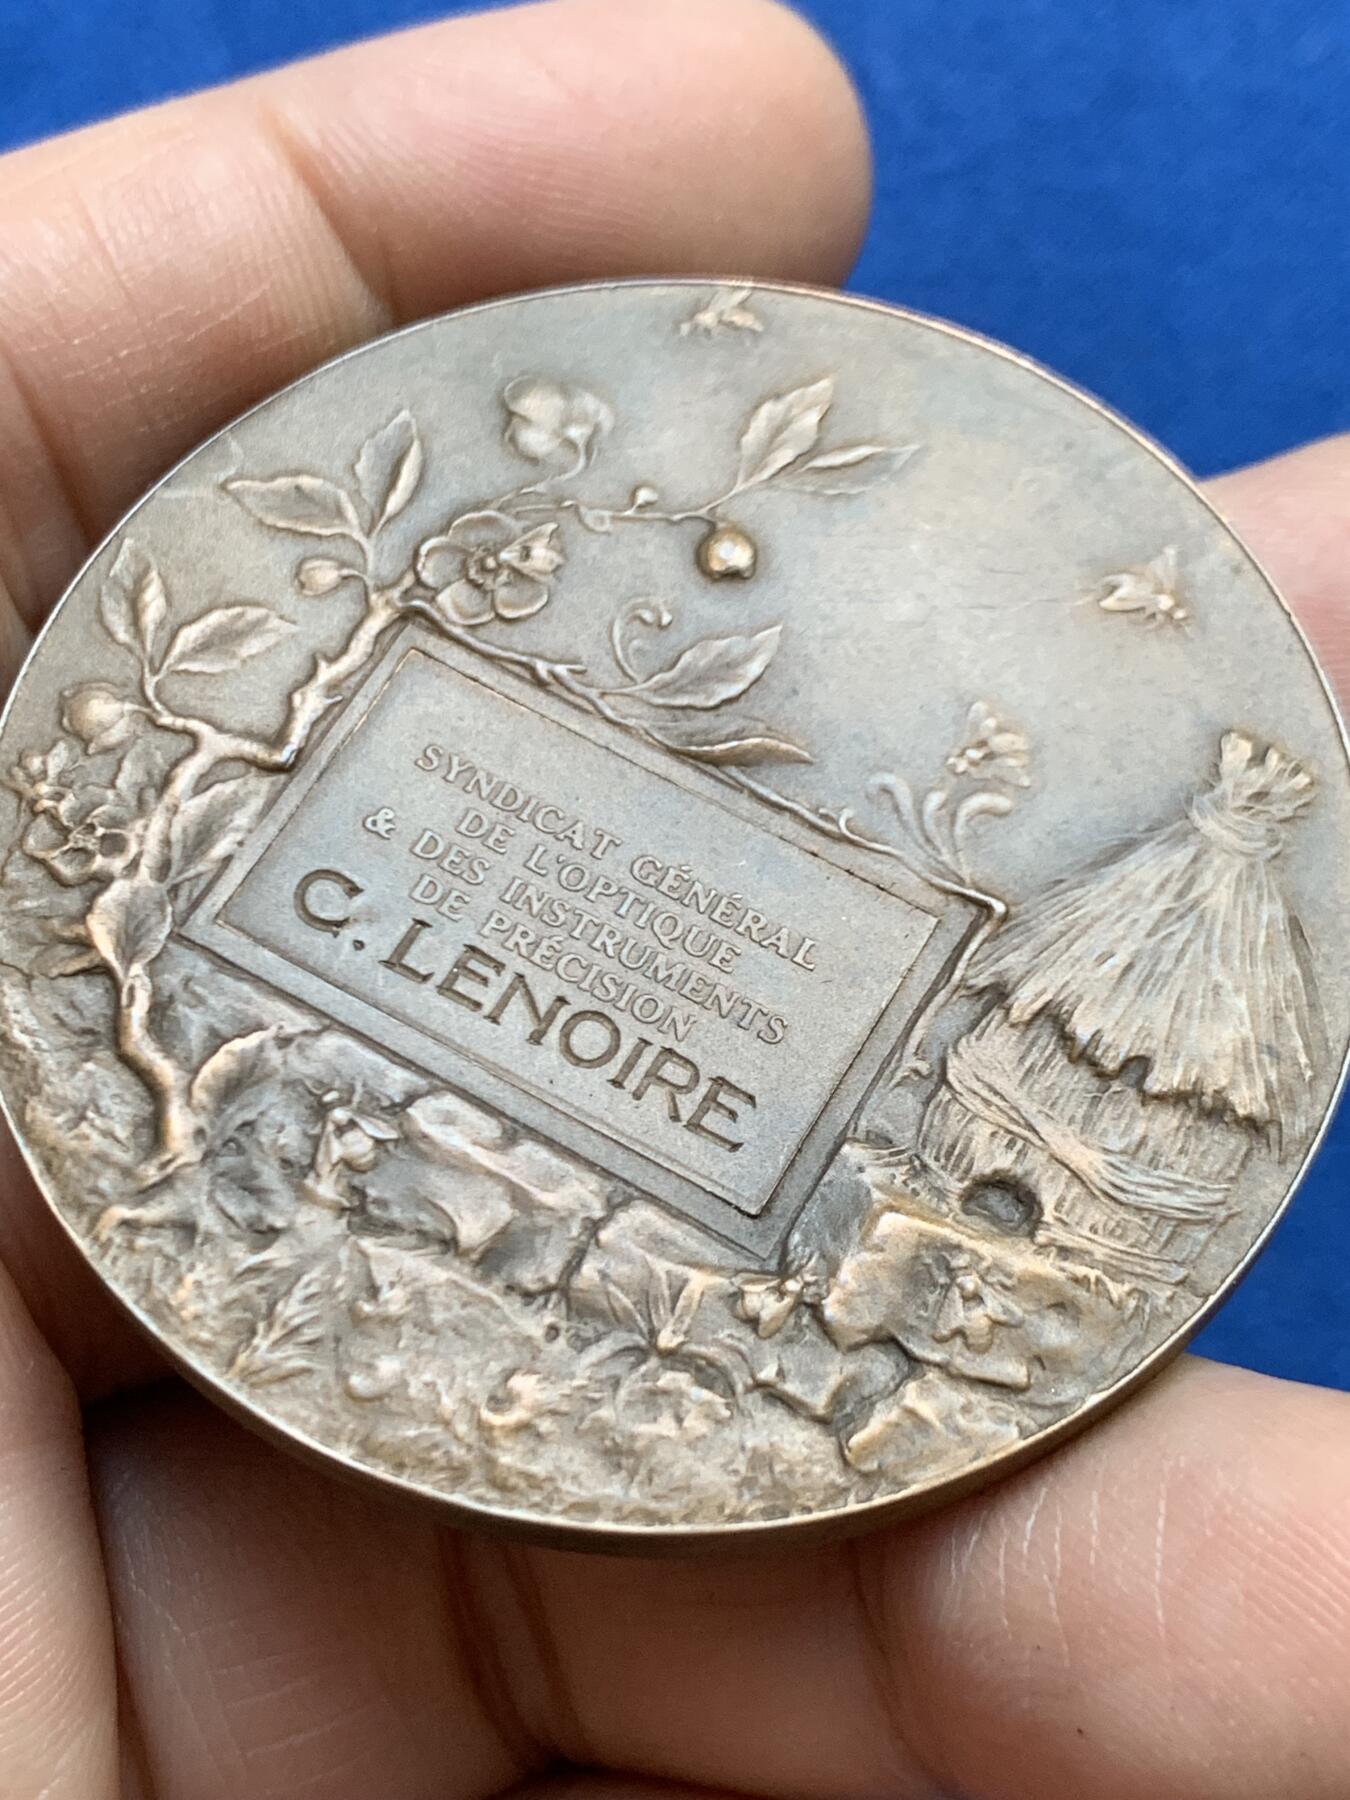 SYNDICAT GÉNÉRAL
DE L'OPTIQUE
& DES INSTRUMENTS
DE PRÉCISION
C. LENOIRE